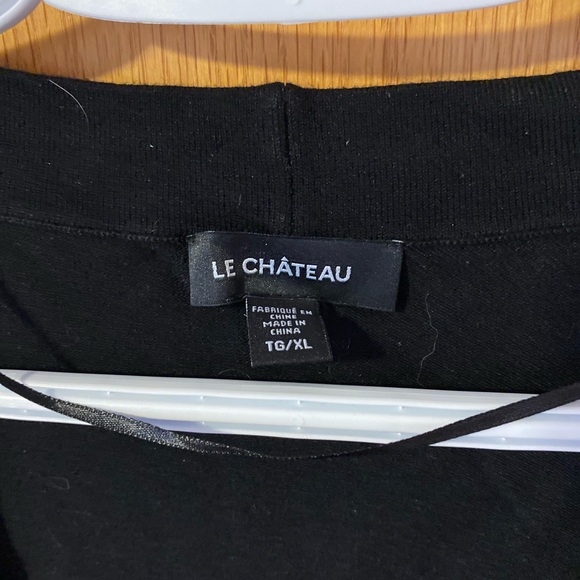 LE CHÂTEAU
FABRIQUÉ EN
CHINE
MADE IN
CHINA
TG/XL